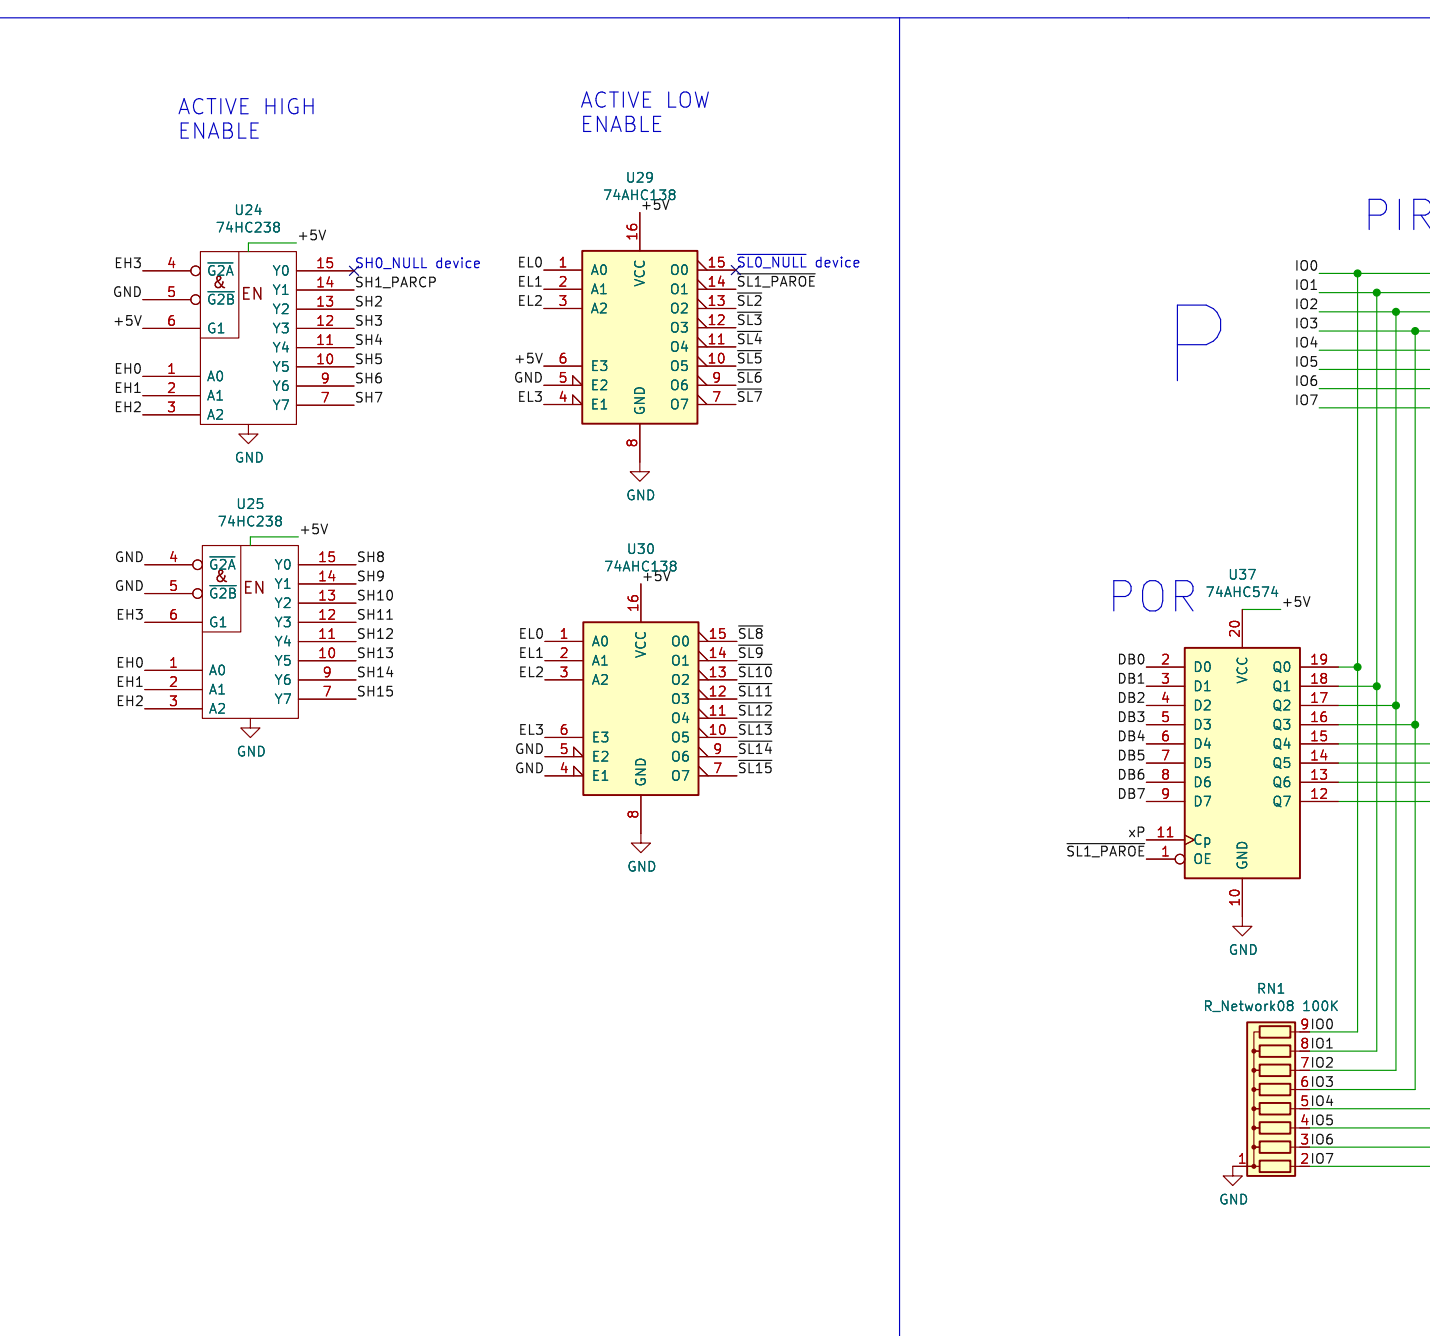 ACTIVE HIGH
ENABLE
U24
74HC238
+5V
EH3 4 G2A Y0 15 SH0_NULL device
& EN
Y1 14 SH1_PARCP
GND 5 G2B Y2 13 SH2
+5V 6 G1 Y3 12 SH3
Y4 11 SH4
Y5 10 SH5
EH0 1 A0 Y6 9 SH6
EH1 2 A1 Y7 7 SH7
EH2 3 A2
GND
U25
74HC238
+5V
GND 4 G2A Y0 15 SH8
& EN
Y1 14 SH9
GND 5 G2B Y2 13 SH10
EH3 6 G1 Y3 12 SH11
Y4 11 SH12
Y5 10 SH13
EH0 1 A0 Y6 9 SH14
EH1 2 A1 Y7 7 SH15
EH2 3 A2
GND
ACTIVE LOW
ENABLE
U29
74AHC138
+5V
16
VCC
EL0 1 A0 O0 15 SL0_NULL device
EL1 2 A1 O1 14 SL1_PAROE
EL2 3 A2 O2 13 SL2
O3 12 SL3
O4 11 SL4
+5V 6 E3 O5 10 SL5
GND 5 E2 O6 9 SL6
EL3 4 E1 O7 7 SL7
GND
8
GND
U30
74AHC138
+5V
16
VCC
EL0 1 A0 O0 15 SL8
EL1 2 A1 O1 14 SL9
EL2 3 A2 O2 13 SL10
O3 12 SL11
O4 11 SL12
EL3 6 E3 O5 10 SL13
GND 5 E2 O6 9 SL14
GND 4 E1 O7 7 SL15
GND
8
GND
PIR
P
IO0
IO1
IO2
IO3
IO4
IO5
IO6
IO7
POR
U37
74AHC574
+5V
20
VCC
DB0 2 D0 Q0 19
DB1 3 D1 Q1 18
DB2 4 D2 Q2 17
DB3 5 D3 Q3 16
DB4 6 D4 Q4 15
DB5 7 D5 Q5 14
DB6 8 D6 Q6 13
DB7 9 D7 Q7 12
xP 11 Cp
SL1_PAROE 1 OE
GND
10
GND
RN1
R_Network08 100K
9 IO0
8 IO1
7 IO2
6 IO3
5 IO4
4 IO5
3 IO6
1 2 IO7
GND